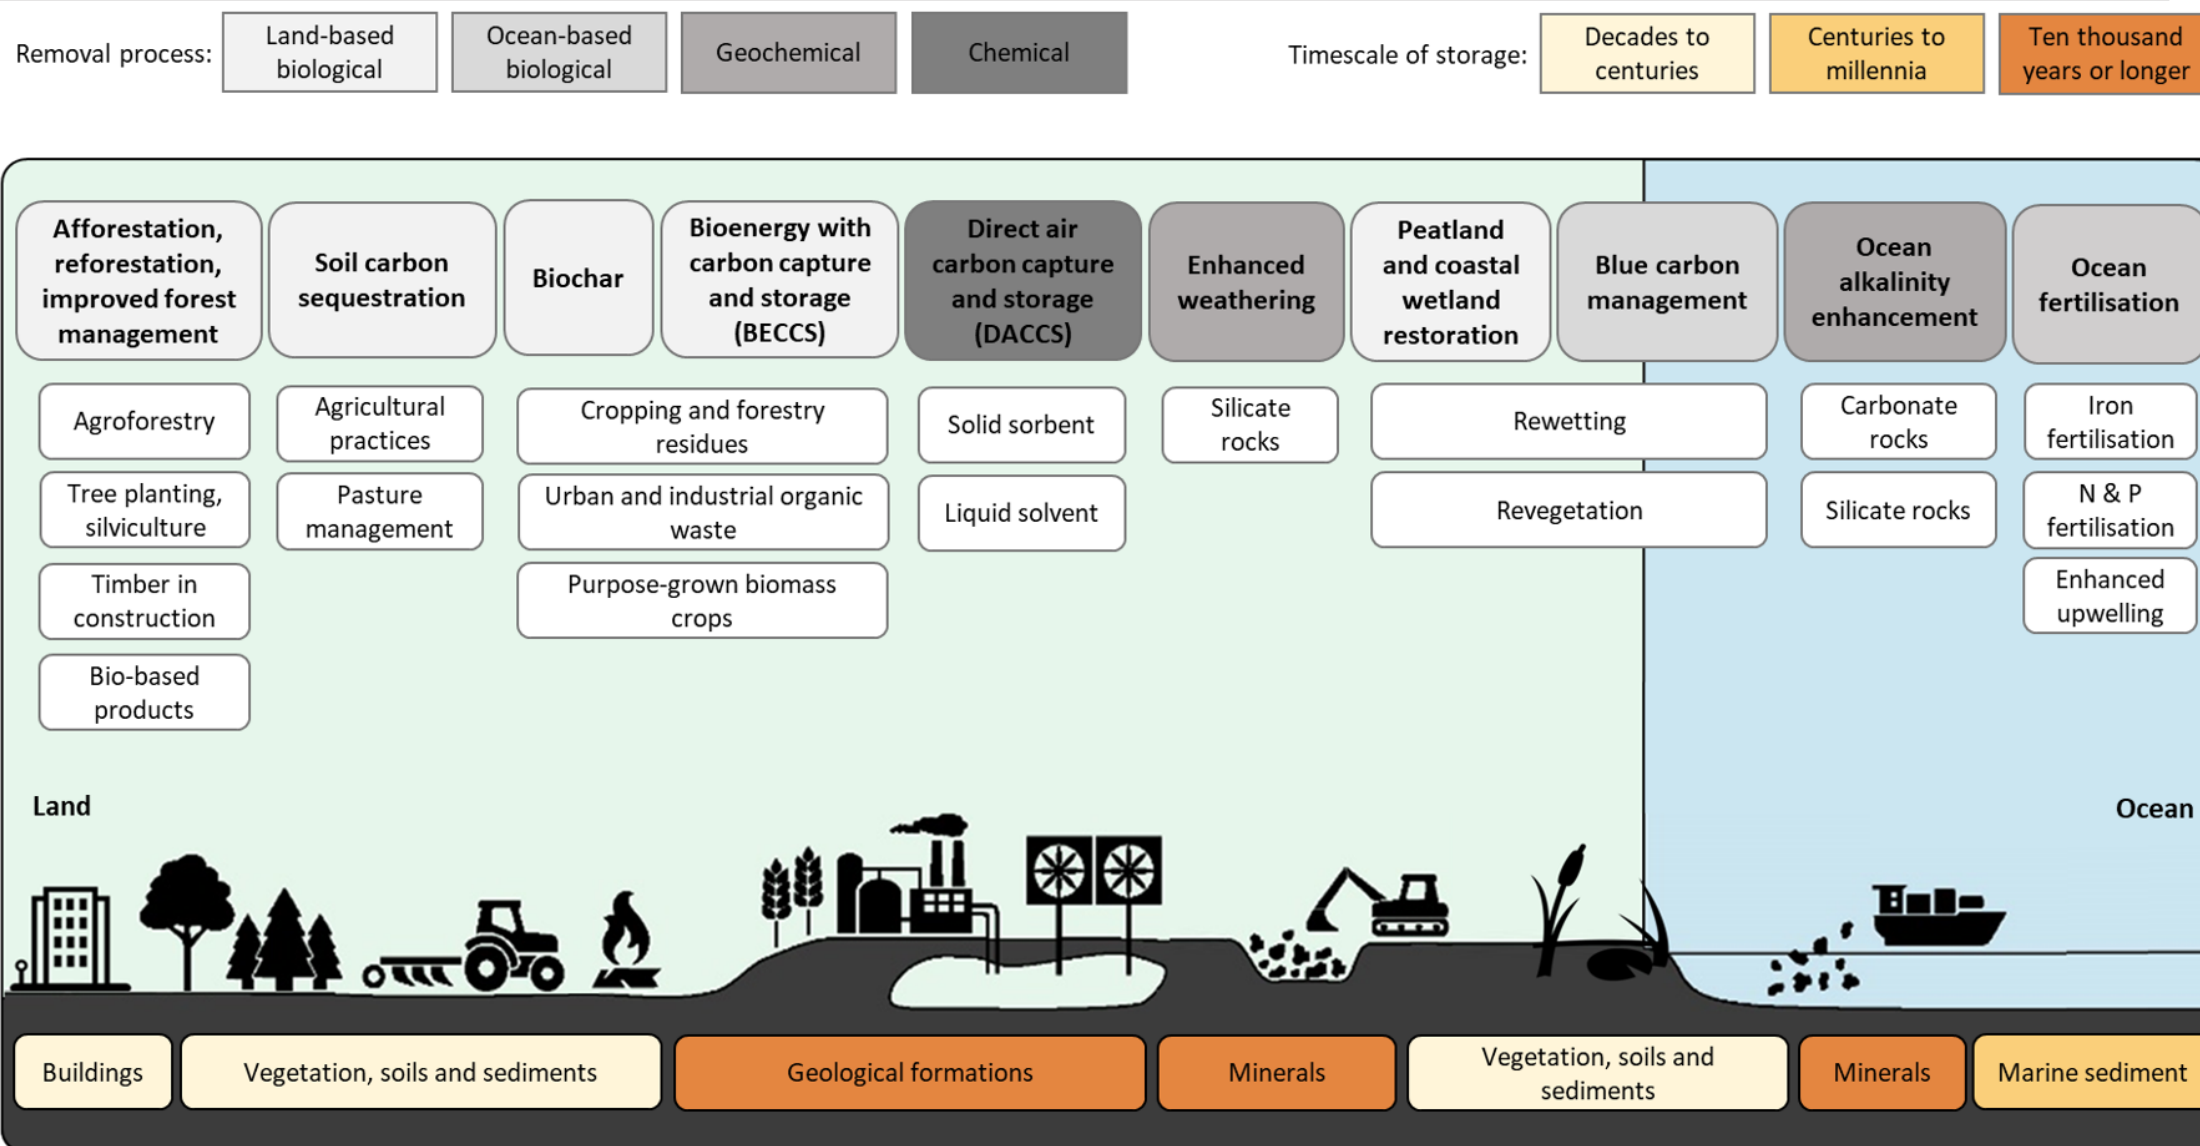 Removal process:
Land-based
biological
Ocean-based
biological
Geochemical
Chemical
Timescale of storage:
Decades to
centuries
Centuries to
millennia
Ten thousand
years or longer
Afforestation,
reforestation,
improved forest
management
Soil carbon
sequestration
Biochar
Bioenergy with
carbon capture
and storage
(BECCS)
Direct air
carbon capture
and storage
(DACCS)
Enhanced
weathering
Peatland
and coastal
wetland
restoration
Blue carbon
management
Ocean
alkalinity
enhancement
Ocean
fertilisation
Agroforestry
Tree planting,
silviculture
Timber in
construction
Bio-based
products
Agricultural
practices
Pasture
management
Cropping and forestry
residues
Urban and industrial organic
waste
Purpose-grown biomass
crops
Solid sorbent
Liquid solvent
Silicate
rocks
Rewetting
Revegetation
Carbonate
rocks
Silicate rocks
Iron
fertilisation
N & P
fertilisation
Enhanced
upwelling
Land
Ocean
Buildings
Vegetation, soils and sediments
Geological formations
Minerals
Vegetation, soils and
sediments
Minerals
Marine sediment